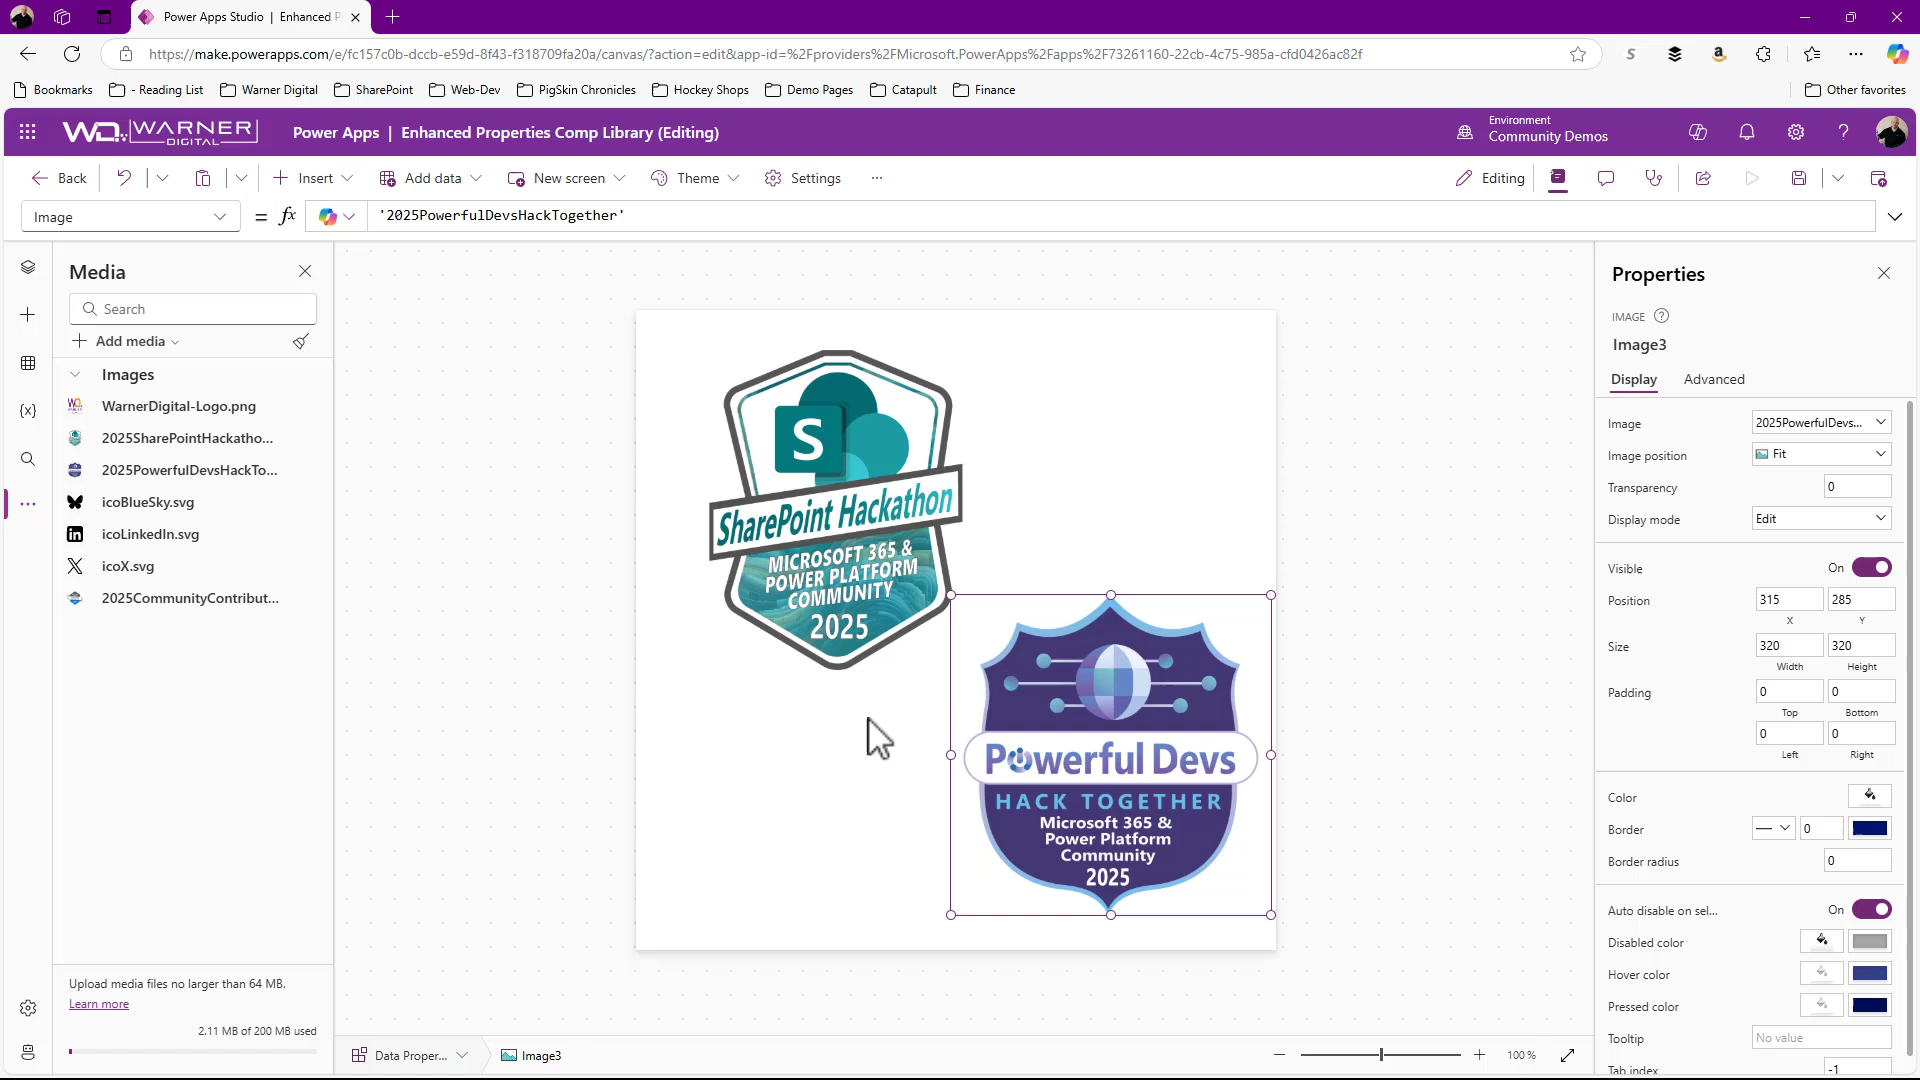 Power Apps Studio | Enhanced P
https://make.powerapps.com/e/fc157c0b-dccb-e59d-8f43-f318709fa20a/canvas/?action=edit&app-id=%2Fproviders%2FMicrosoft.PowerApps%2Fapps%2F73261160-22cb-4c75-985a-cfd0426ac82f
Bookmarks
- Reading List
Warner Digital
SharePoint
Web-Dev
PigSkin Chronicles
Hockey Shops
Demo Pages
Catapult
Finance
Other favorites
WARNER
DIGITAL
Power Apps | Enhanced Properties Comp Library (Editing)
Environment
Community Demos
Back
Insert
Add data
New screen
Theme
Settings
Editing
Image
= fx
'2025PowerfulDevsHackTogether'
Media
Search
Add media
Images
WarnerDigital-Logo.png
2025SharePointHackatho...
2025PowerfulDevsHackTo...
icoBlueSky.svg
icoLinkedIn.svg
icoX.svg
2025CommunityContribut...
Upload media files no larger than 64 MB.
Learn more
2.11 MB of 200 MB used
S
SharePoint Hackathon
MICROSOFT 365 &
POWER PLATFORM
COMMUNITY
2025
Powerful Devs
HACK TOGETHER
Microsoft 365 &
Power Platform
Community
2025
Data Proper...
Image3
100 %
Properties
IMAGE
Image3
Display
Advanced
Image
2025PowerfulDevs...
Image position
Fit
Transparency
0
Display mode
Edit
Visible
On
Position
315
285
X
Y
Size
320
320
Width
Height
Padding
0
0
Top
Bottom
0
0
Left
Right
Color
Border
0
Border radius
0
Auto disable on sel...
On
Disabled color
Hover color
Pressed color
Tooltip
No value
Tab index
-1